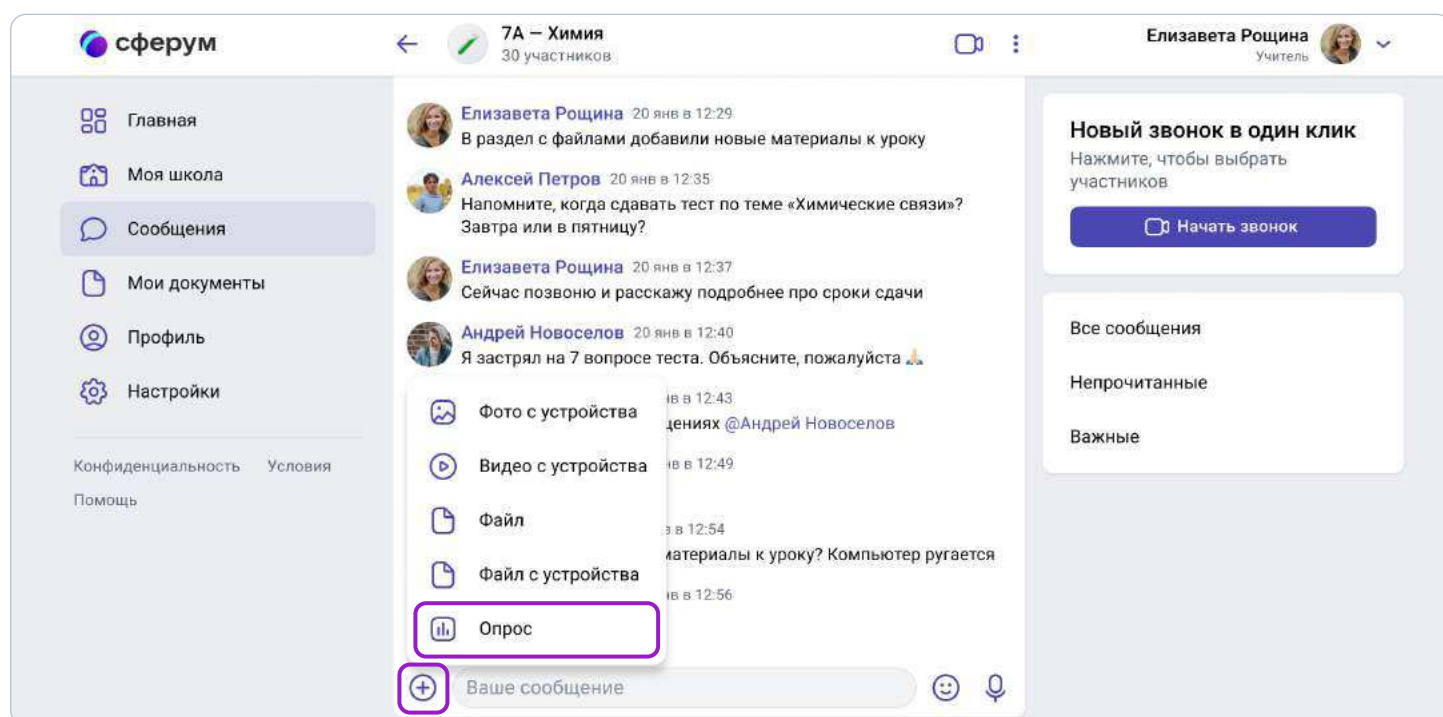 сферум
7А — Химия
30 участников
Елизавета Рощина
Учитель
Главная
Моя школа
Сообщения
Мои документы
Профиль
Настройки
Конфиденциальность Условия
Помощь
Елизавета Рощина 20 янв в 12:29
В раздел с файлами добавили новые материалы к уроку
Алексей Петров 20 янв в 12:35
Напомните, когда сдавать тест по теме «Химические связи»?
Завтра или в пятницу?
Елизавета Рощина 20 янв в 12:37
Сейчас позвоню и расскажу подробнее про сроки сдачи
Андрей Новоселов 20 янв в 12:40
Я застрял на 7 вопросе теста. Объясните, пожалуйста 🙏
в 12:43
@Андрей Новоселов
в 12:49
в 12:54
материалы к уроку? Компьютер ругается
в 12:56
Фото с устройства
Видео с устройства
Файл
Файл с устройства
Опрос
Ваше сообщение
Новый звонок в один клик
Нажмите, чтобы выбрать
участников
Начать звонок
Все сообщения
Непрочитанные
Важные